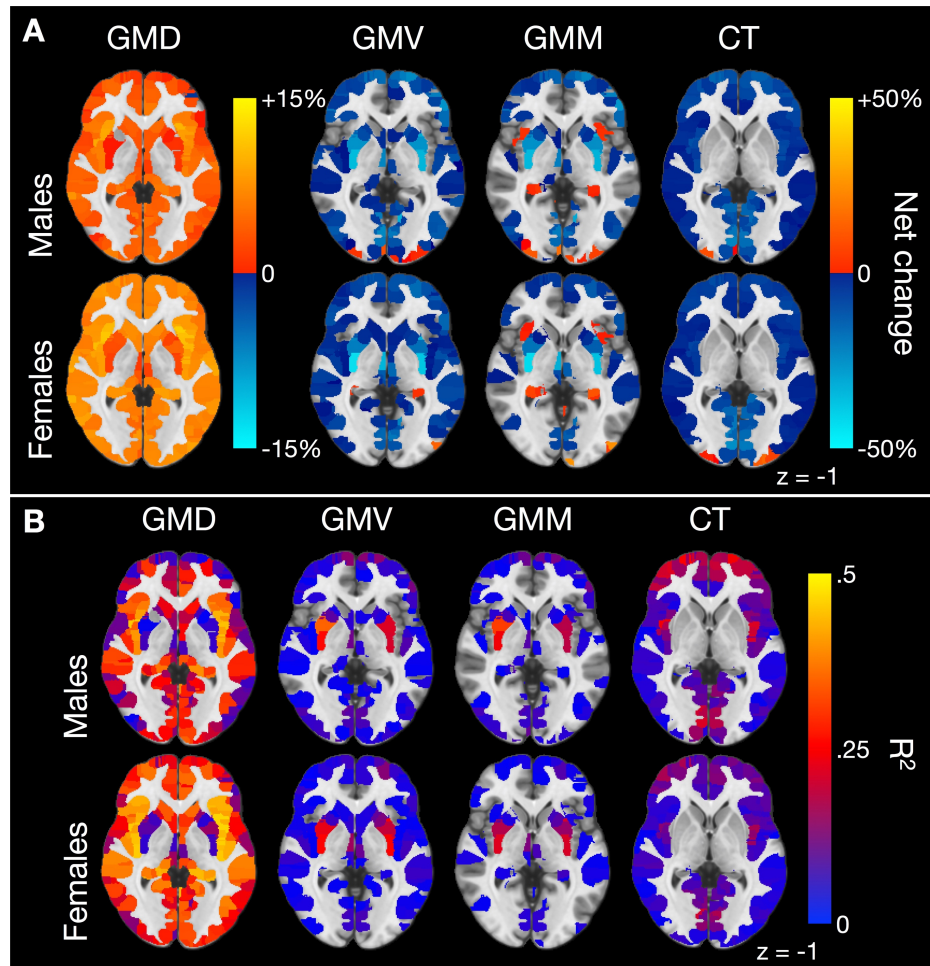 A
GMD GMV GMM CT
Males
Females
+15%
0
-15%
+50%
0
-50%
Net change
z = -1
B
GMD GMV GMM CT
Males
Females
.5
.25
0
R²
z = -1